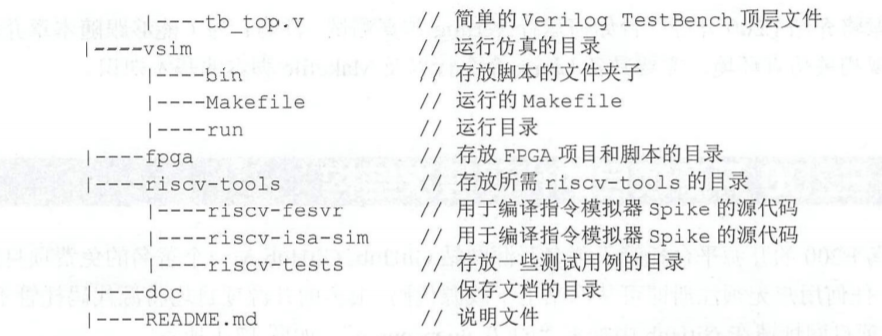 |----tb_top.v // 简单的 Verilog TestBench 顶层文件
|----vsim // 运行仿真的目录
|----bin // 存放脚本的文件夹子
|----Makefile // 运行的 Makefile
|----run // 运行目录
|----fpga // 存放 FPGA 项目和脚本的目录
|----riscv-tools // 存放所需 riscv-tools 的目录
|----riscv-fesvr // 用于编译指令模拟器 Spike 的源代码
|----riscv-isa-sim // 用于编译指令模拟器 Spike 的源代码
|----riscv-tests // 存放一些测试用例的目录
|----doc // 保存文档的目录
|---README.md // 说明文件